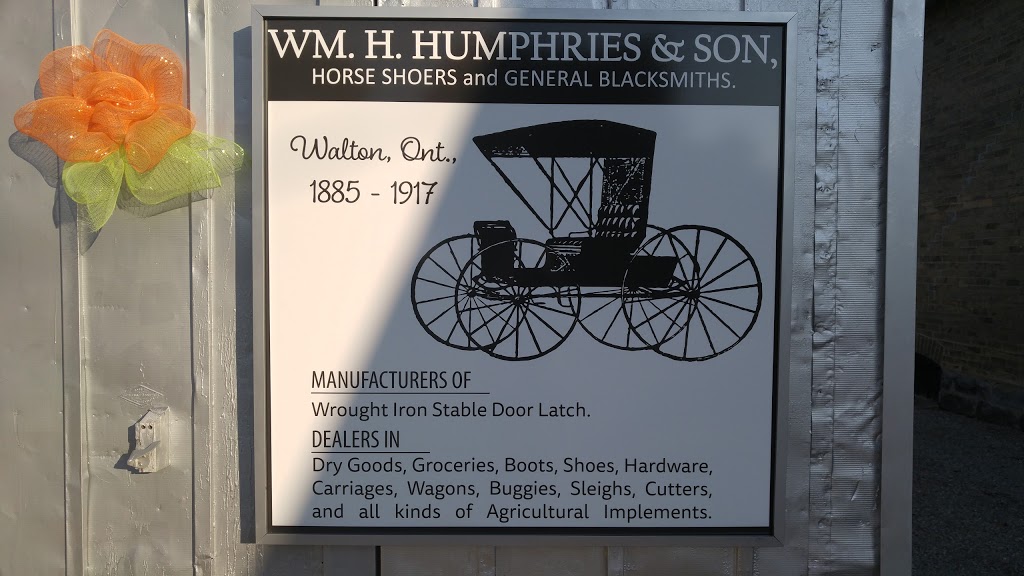 WM. H. HUMPHRIES & SON,
HORSE SHOERS and GENERAL BLACKSMITHS.
Walton, Ont.,
1885 - 1917
MANUFACTURERS OF
Wrought Iron Stable Door Latch.
DEALERS IN
Dry Goods, Groceries, Boots, Shoes, Hardware,
Carriages, Wagons, Buggies, Sleighs, Cutters,
and all kinds of Agricultural Implements.